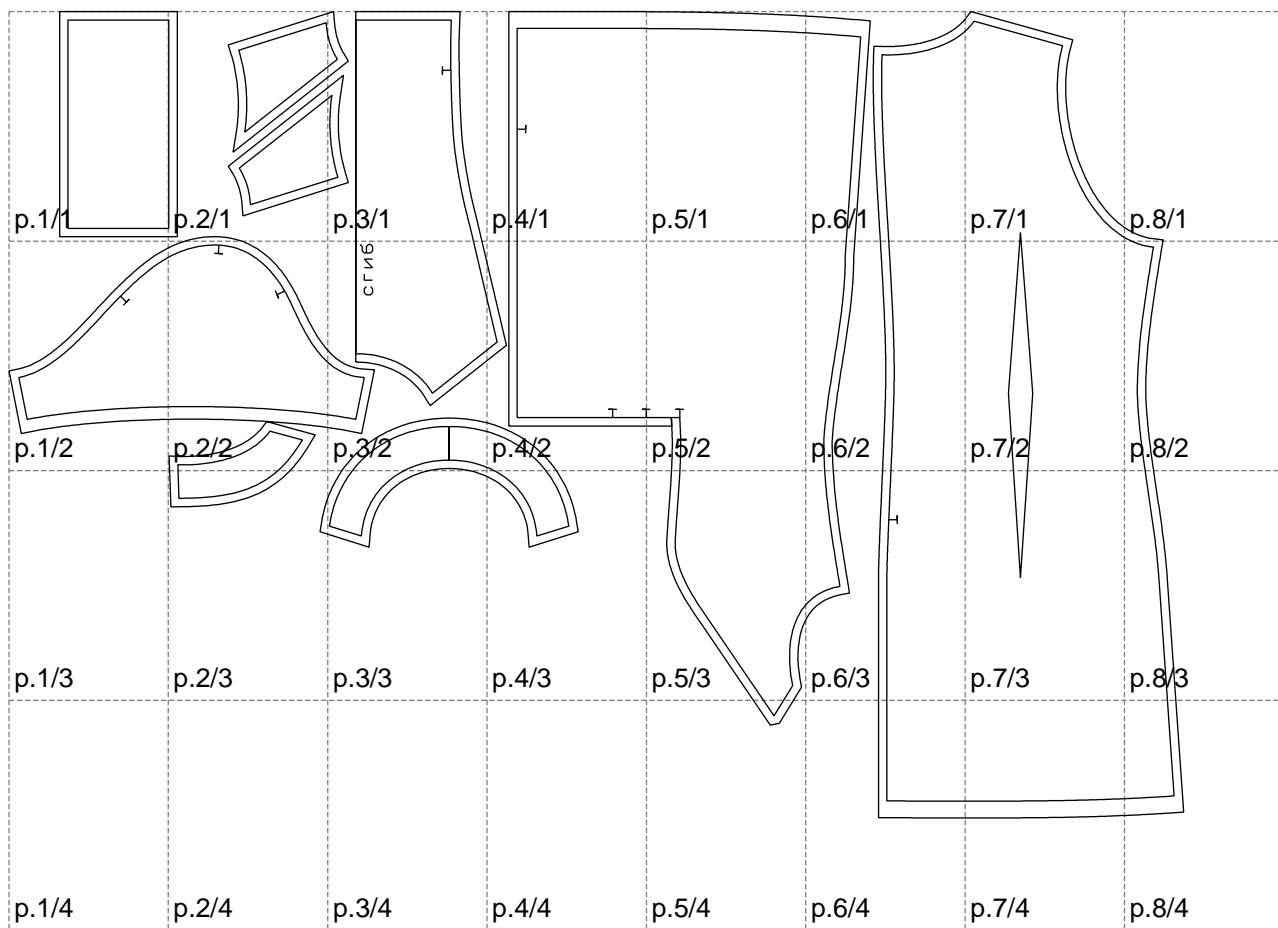 p.1/1 p.2/1 p.3/1 p.4/1 p.5/1 p.6/1 p.7/1 p.8/1
СГИБ
p.1/2 p.2/2 p.3/2 p.4/2 p.5/2 p.6/2 p.7/2 p.8/2
p.1/3 p.2/3 p.3/3 p.4/3 p.5/3 p.6/3 p.7/3 p.8/3
p.1/4 p.2/4 p.3/4 p.4/4 p.5/4 p.6/4 p.7/4 p.8/4